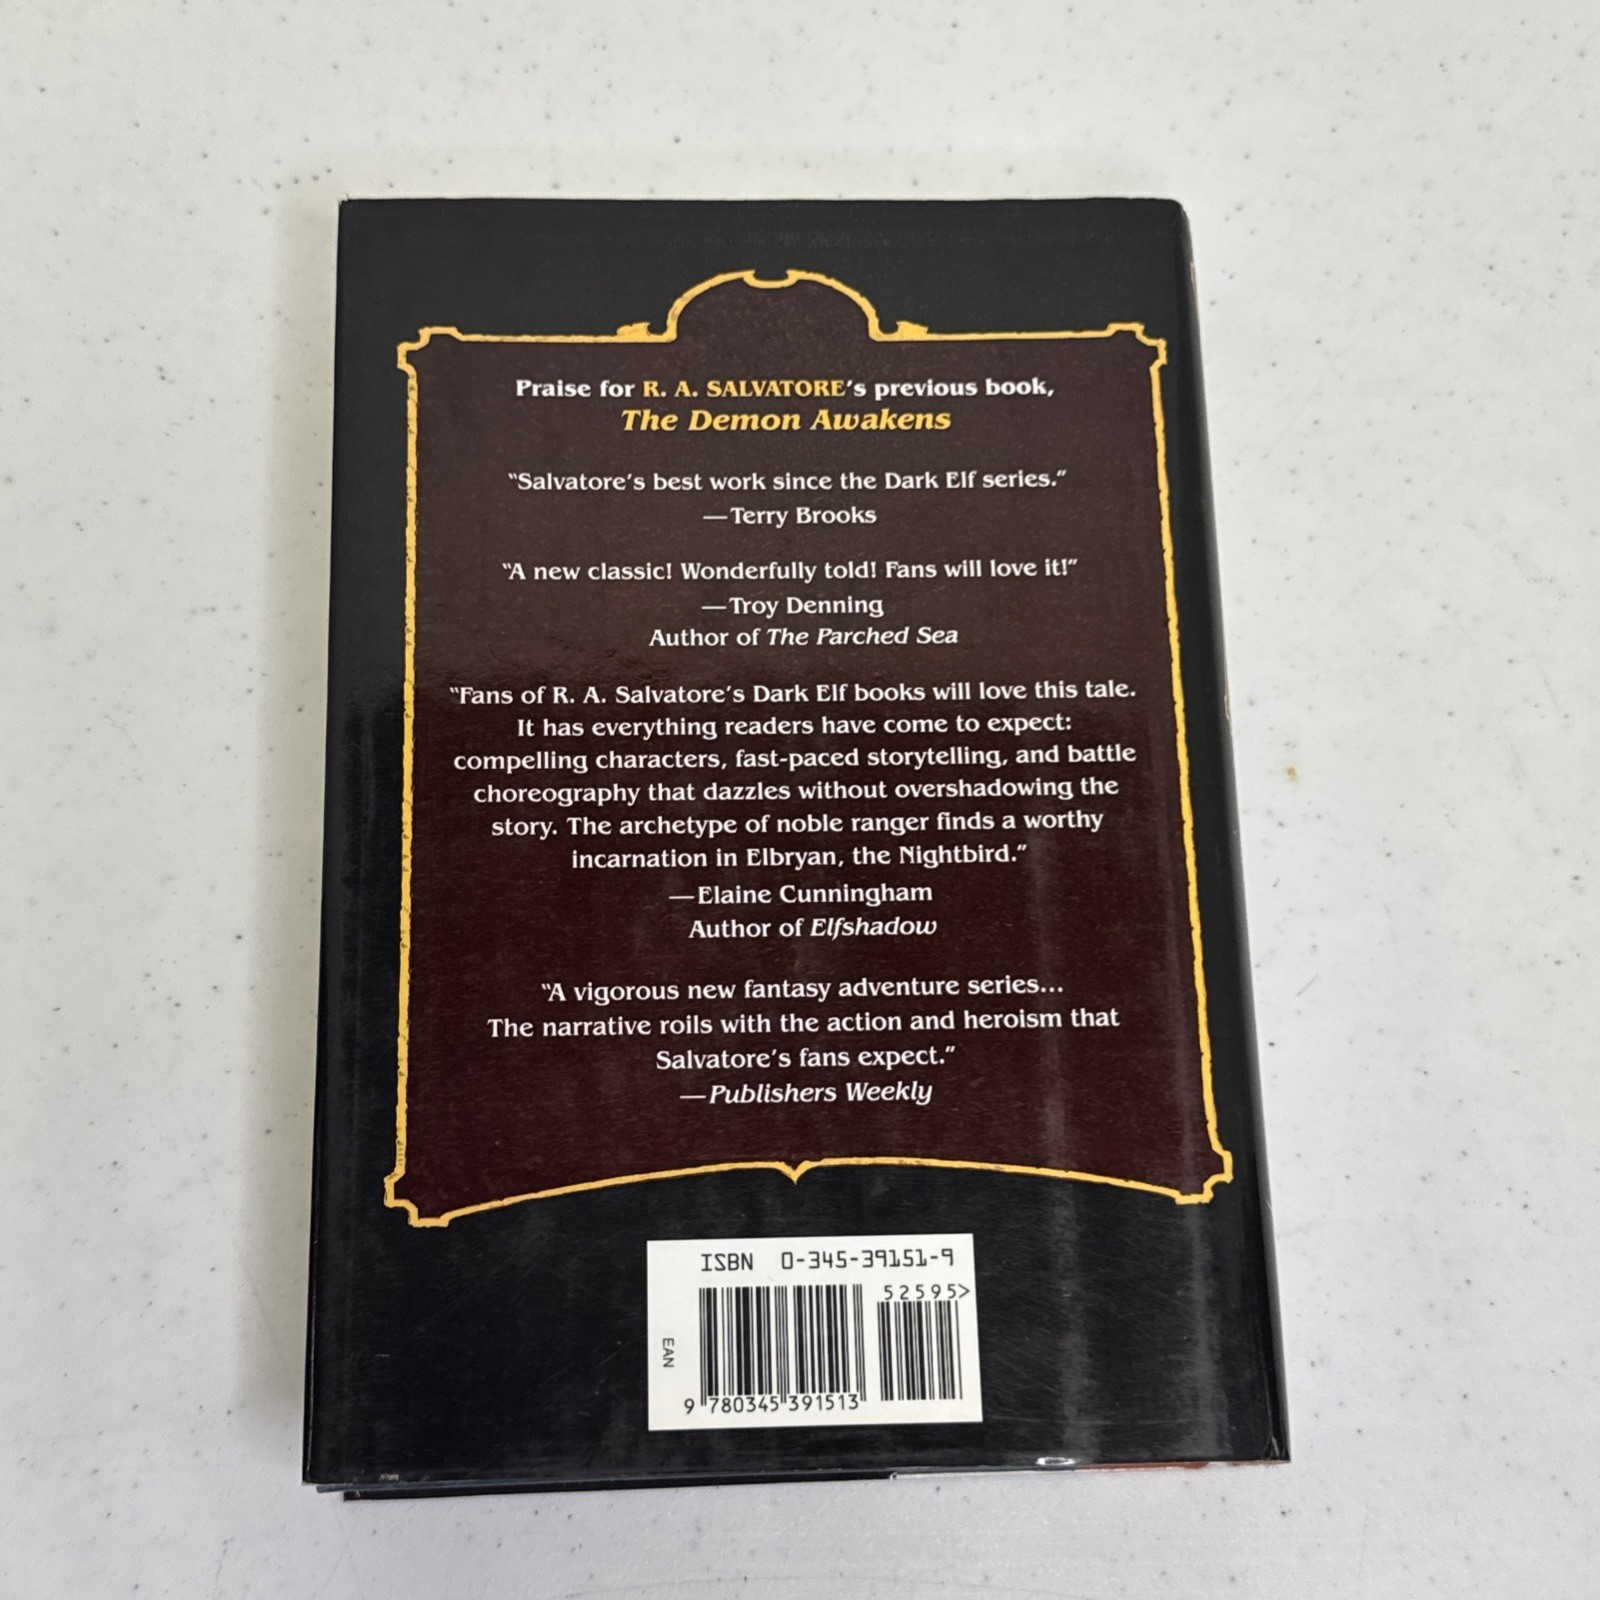 Praise for R. A. SALVATORE's previous book,
The Demon Awakens
“Salvatore's best work since the Dark Elf series.”
—Terry Brooks
“A new classic! Wonderfully told! Fans will love it!”
—Troy Denning
Author of The Parched Sea
“Fans of R. A. Salvatore's Dark Elf books will love this tale.
It has everything readers have come to expect:
compelling characters, fast-paced storytelling, and battle
choreography that dazzles without overshadowing the
story. The archetype of noble ranger finds a worthy
incarnation in Elbryan, the Nightbird.”
—Elaine Cunningham
Author of Elfshadow
“A vigorous new fantasy adventure series...
The narrative roils with the action and heroism that
Salvatore's fans expect.”
—Publishers Weekly
ISBN 0-345-39151-9
52595>
EAN
9 780345 391513